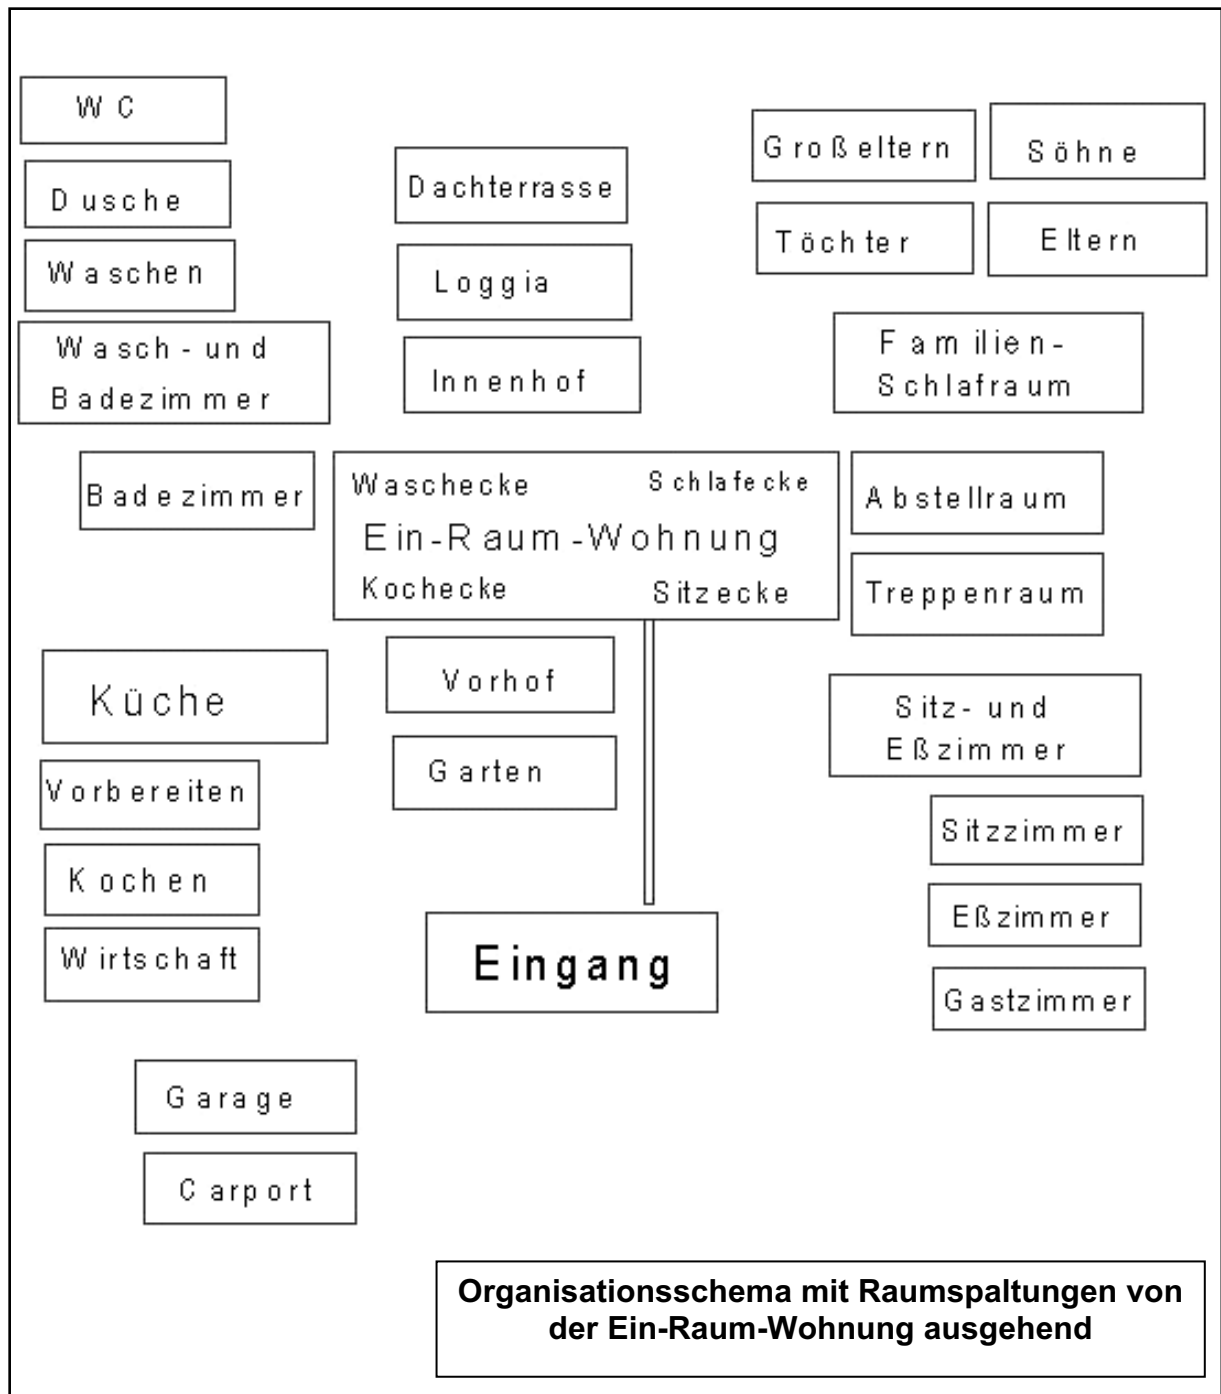 WC
Dusche
Waschen
Wasch-und
Badezimmer
Badezimmer
Dachterrasse
Loggia
Innenhof
Großeltern
Söhne
Töchter
Eltern
Familien-
Schlafraum
Waschecke
Schlafecke
Ein-Raum-Wohnung
Kochecke
Sitzecke
Abstellraum
Treppenraum
Küche
Vorbereiten
Kochen
Wirtschaft
Vorhof
Garten
Sitz- und
Eßzimmer
Sitzzimmer
Eßzimmer
Gastzimmer
Eingang
Garage
Carport
Organisationsschema mit Raumspaltungen von
der Ein-Raum-Wohnung ausgehend